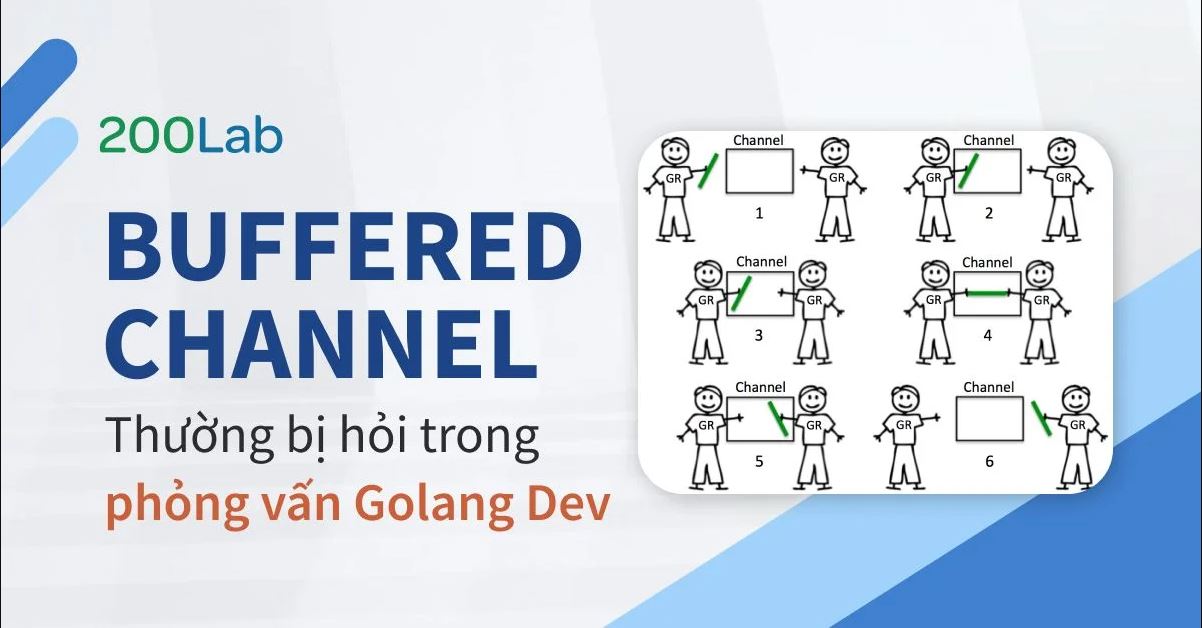 200Lab
BUFFERED
CHANNEL
Thường bị hỏi trong
phỏng vấn Golang Dev
Channel
GR
GR
1
Channel
GR
GR
2
Channel
GR
GR
3
Channel
GR
GR
4
Channel
GR
GR
5
Channel
GR
GR
6